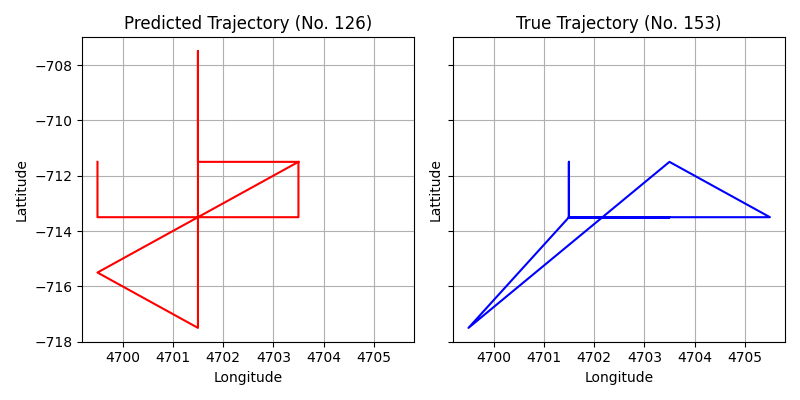 Predicted Trajectory (No. 126)
True Trajectory (No. 153)
Lattitude
−708
−710
−712
−714
−716
−718
4700 4701 4702 4703 4704 4705
Longitude
Lattitude
4700 4701 4702 4703 4704 4705
Longitude